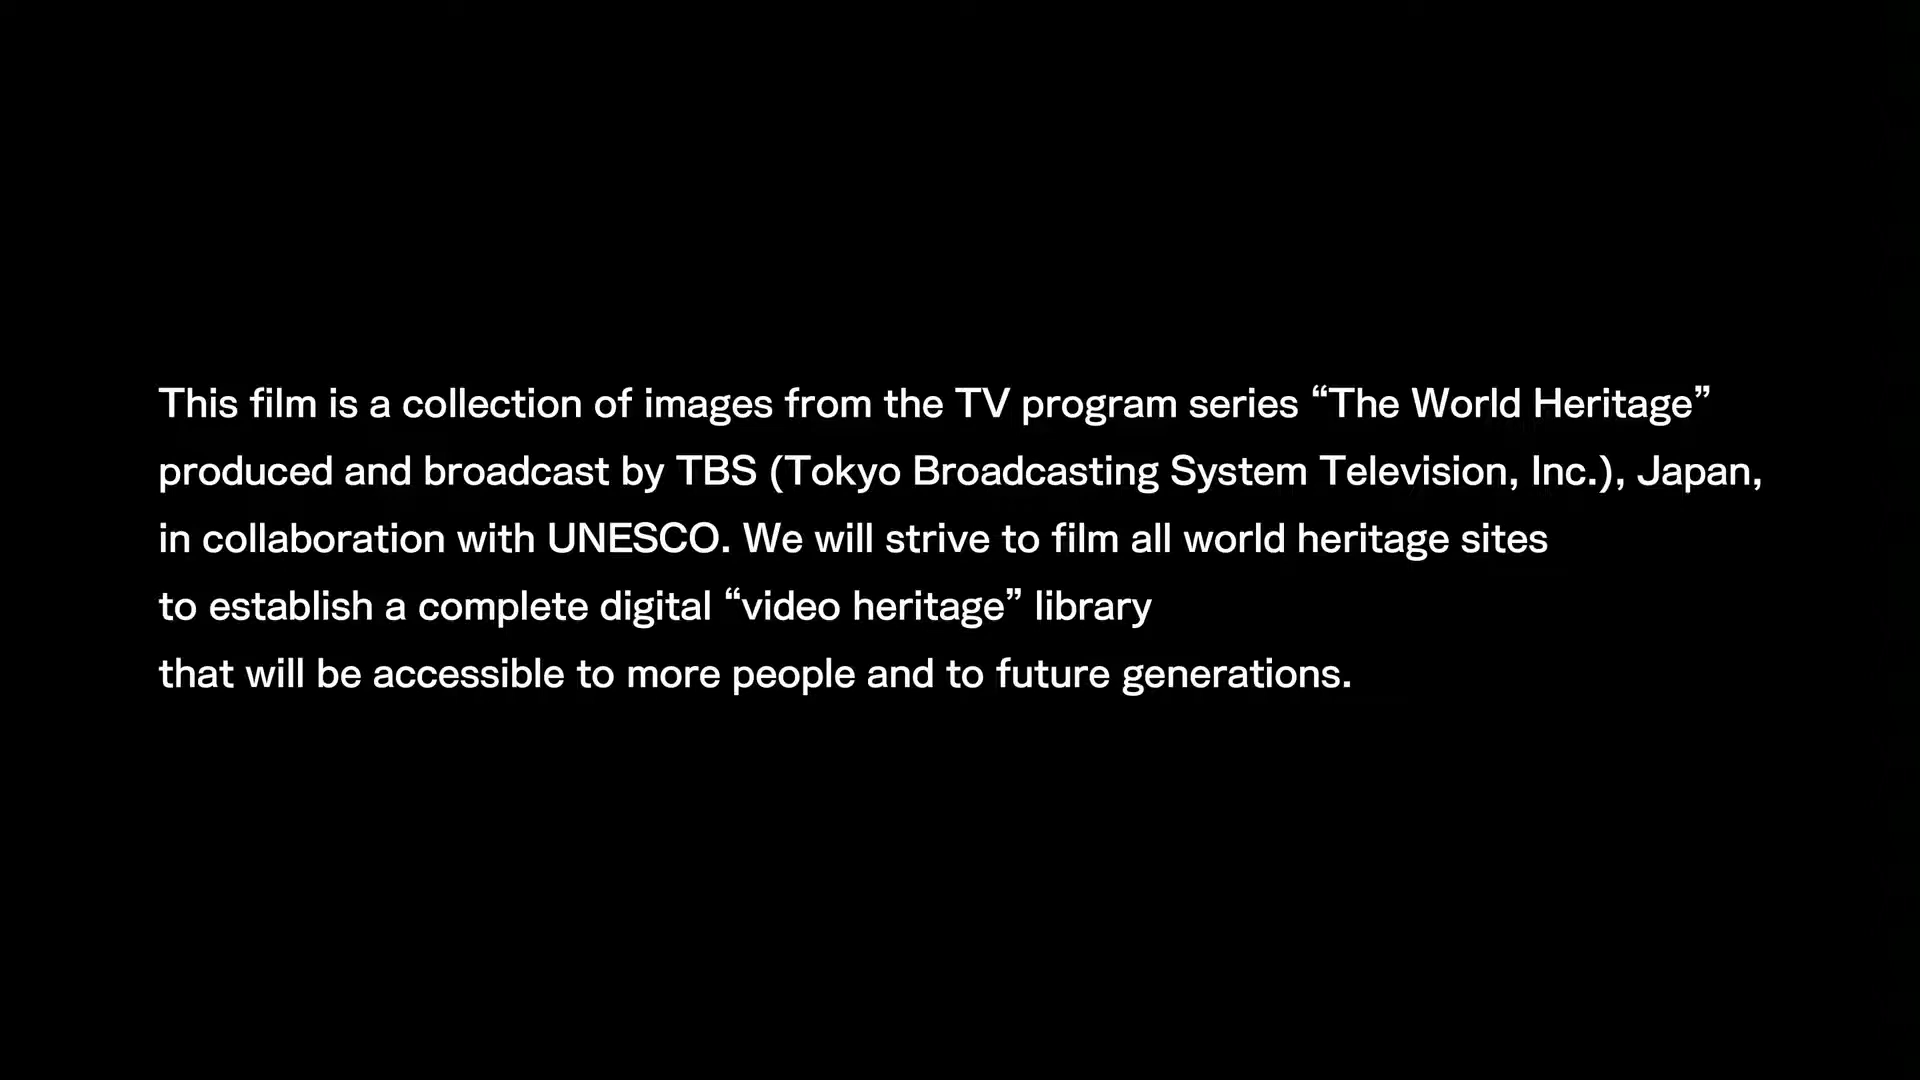 This film is a collection of images from the TV program series “The World Heritage”
produced and broadcast by TBS (Tokyo Broadcasting System Television, Inc.), Japan,
in collaboration with UNESCO. We will strive to film all world heritage sites
to establish a complete digital “video heritage” library
that will be accessible to more people and to future generations.